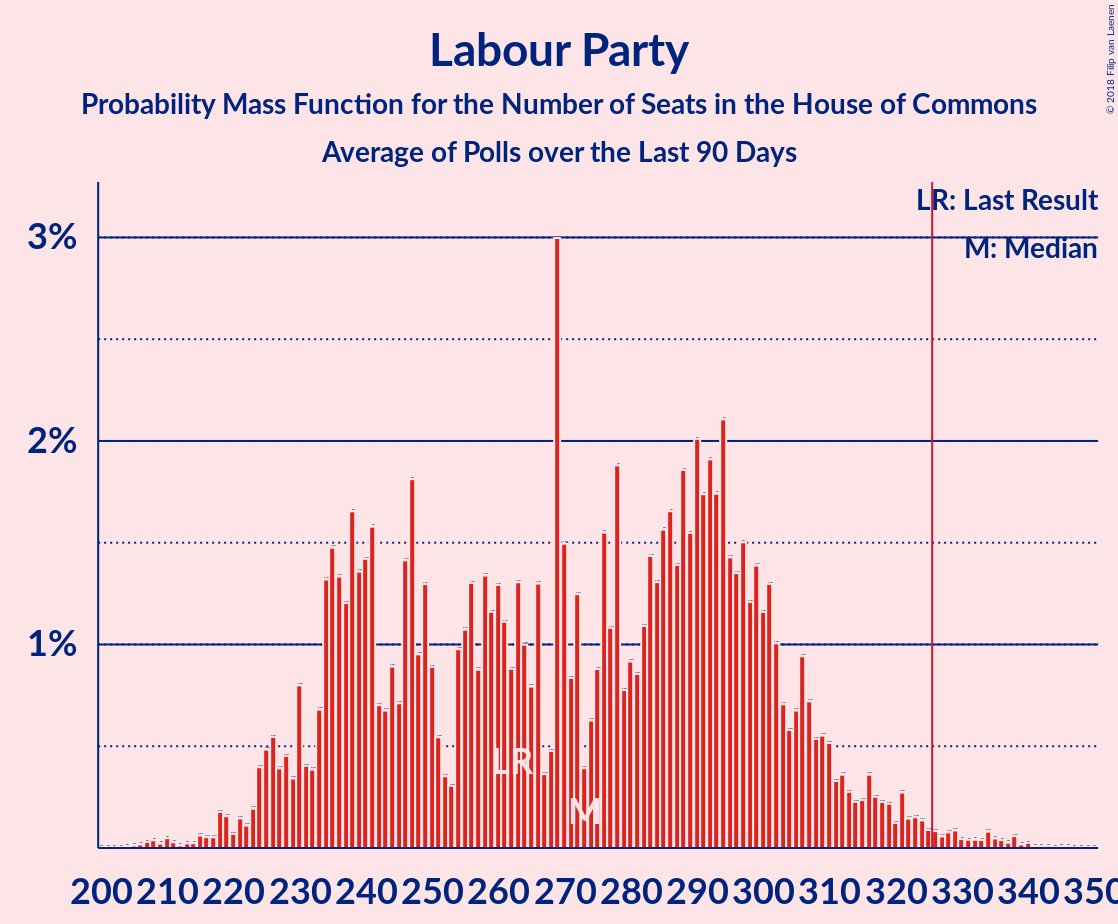 Labour Party
Probability Mass Function for the Number of Seats in the House of Commons
Average of Polls over the Last 90 Days
© 2018 Filip van Laenen
LR: Last Result
M: Median
3%
2%
1%
LR
M
200 210 220 230 240 250 260 270 280 290 300 310 320 330 340 350